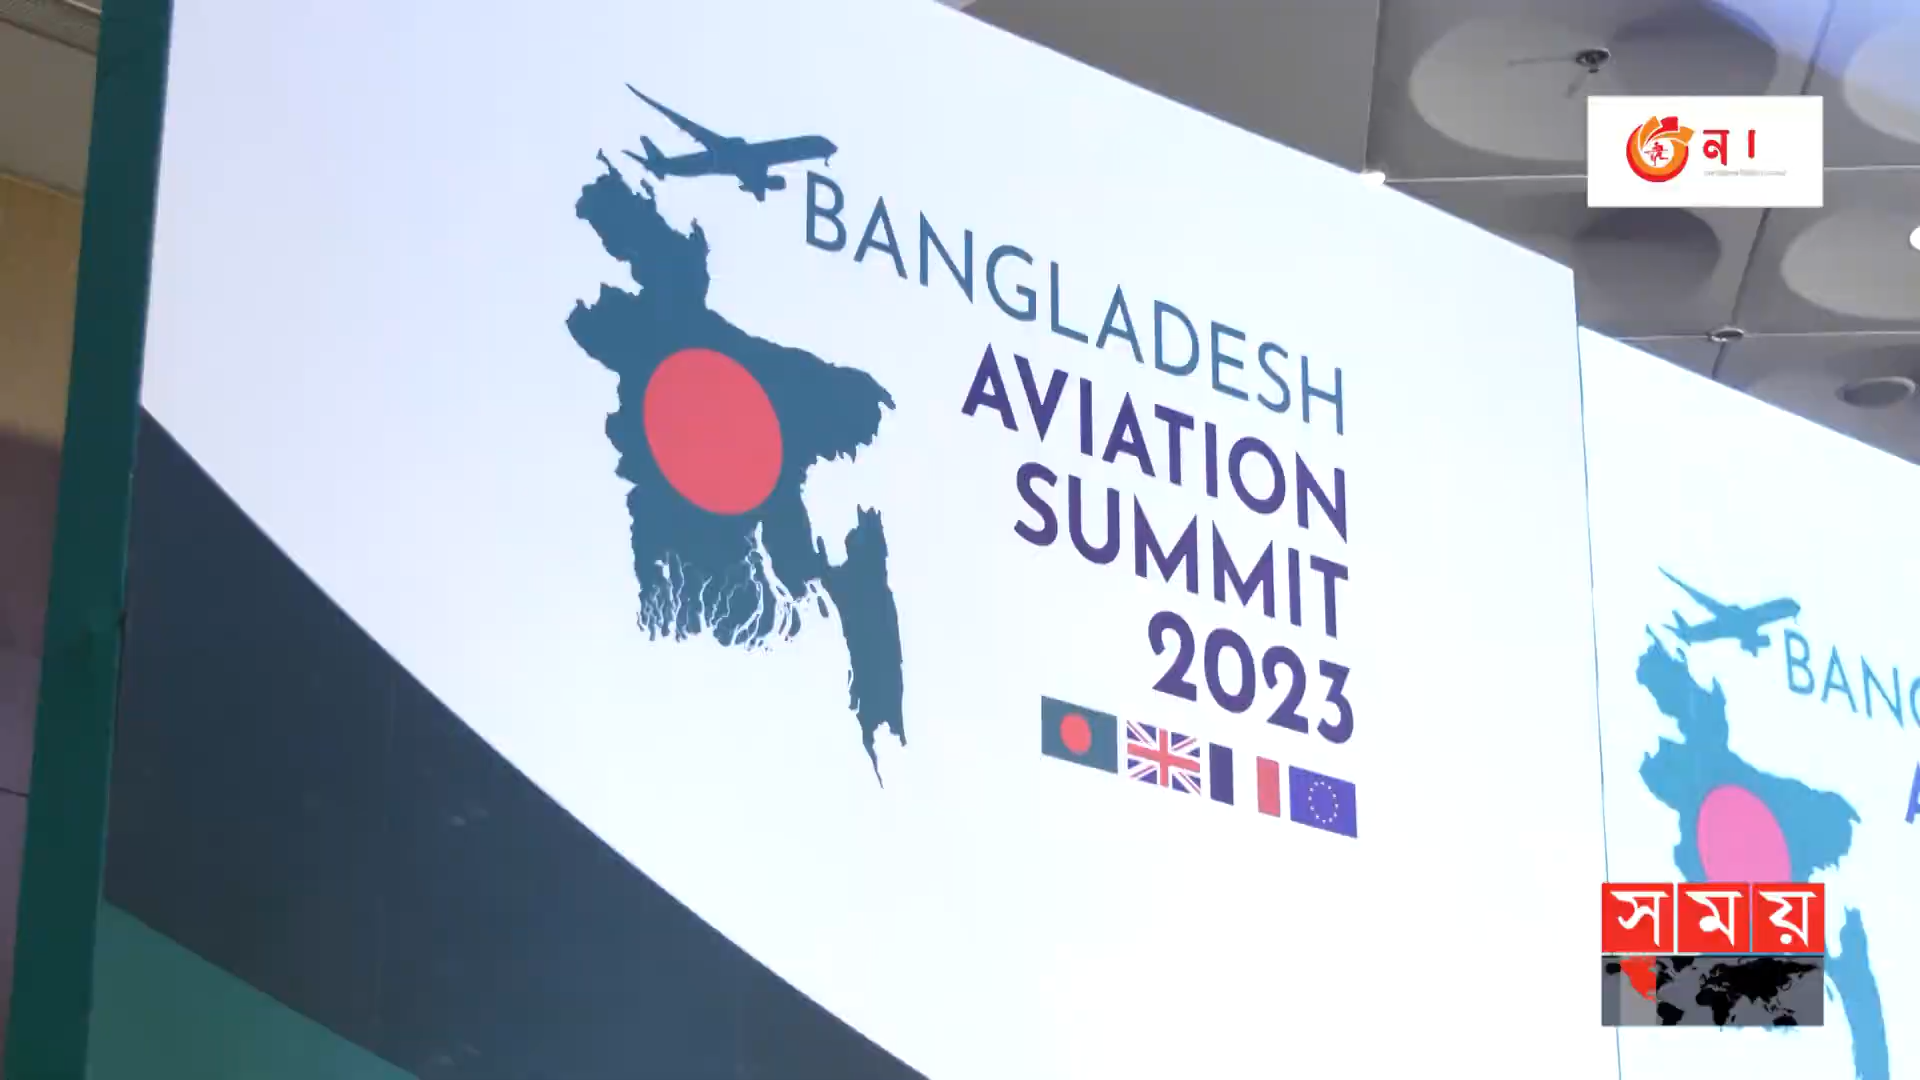 BANGLADESH
AVIATION
SUMMIT
2023
ন ।
BANG
সময়